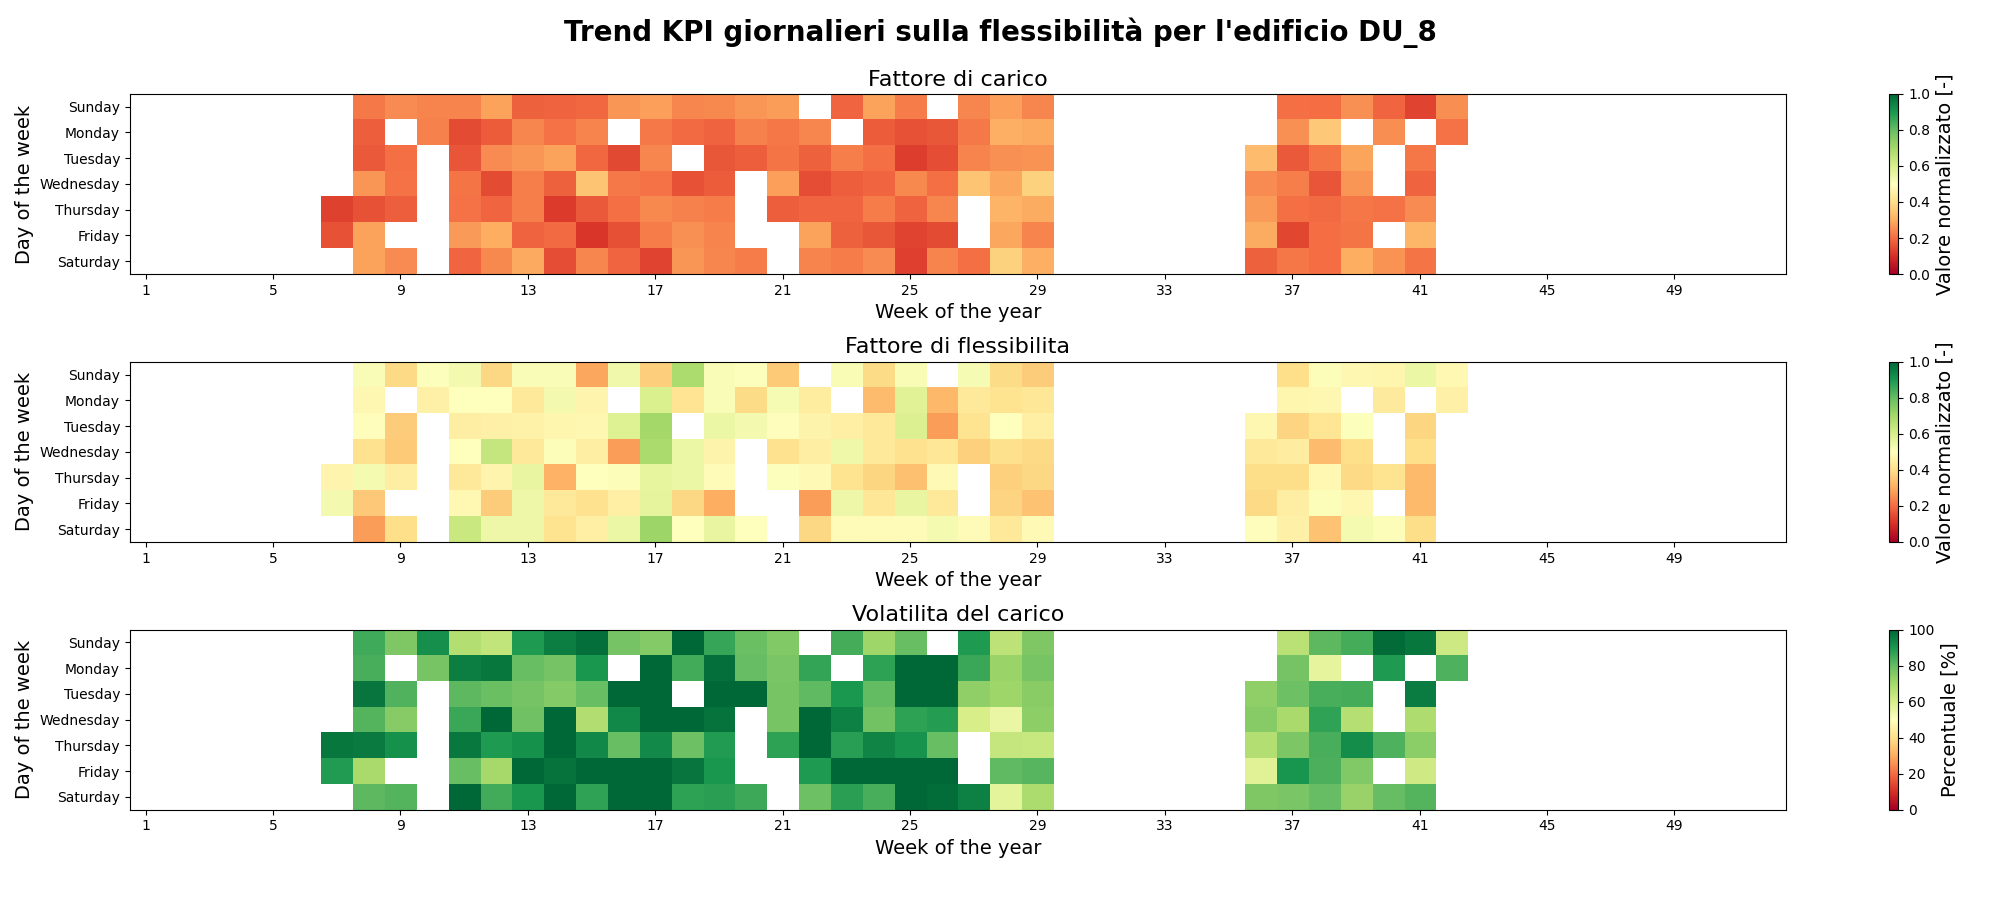 Trend KPI giornalieri sulla flessibilità per l'edificio DU_8
Fattore di carico
Day of the week
Sunday
Monday
Tuesday
Wednesday
Thursday
Friday
Saturday
1 5 9 13 17 21 25 29 33 37 41 45 49
Week of the year
1.0
0.8
0.6
0.4
0.2
0.0
Valore normalizzato [-]
Fattore di flessibilita
Day of the week
Sunday
Monday
Tuesday
Wednesday
Thursday
Friday
Saturday
1 5 9 13 17 21 25 29 33 37 41 45 49
Week of the year
1.0
0.8
0.6
0.4
0.2
0.0
Valore normalizzato [-]
Volatilita del carico
Day of the week
Sunday
Monday
Tuesday
Wednesday
Thursday
Friday
Saturday
1 5 9 13 17 21 25 29 33 37 41 45 49
Week of the year
100
80
60
40
20
0
Percentuale [%]